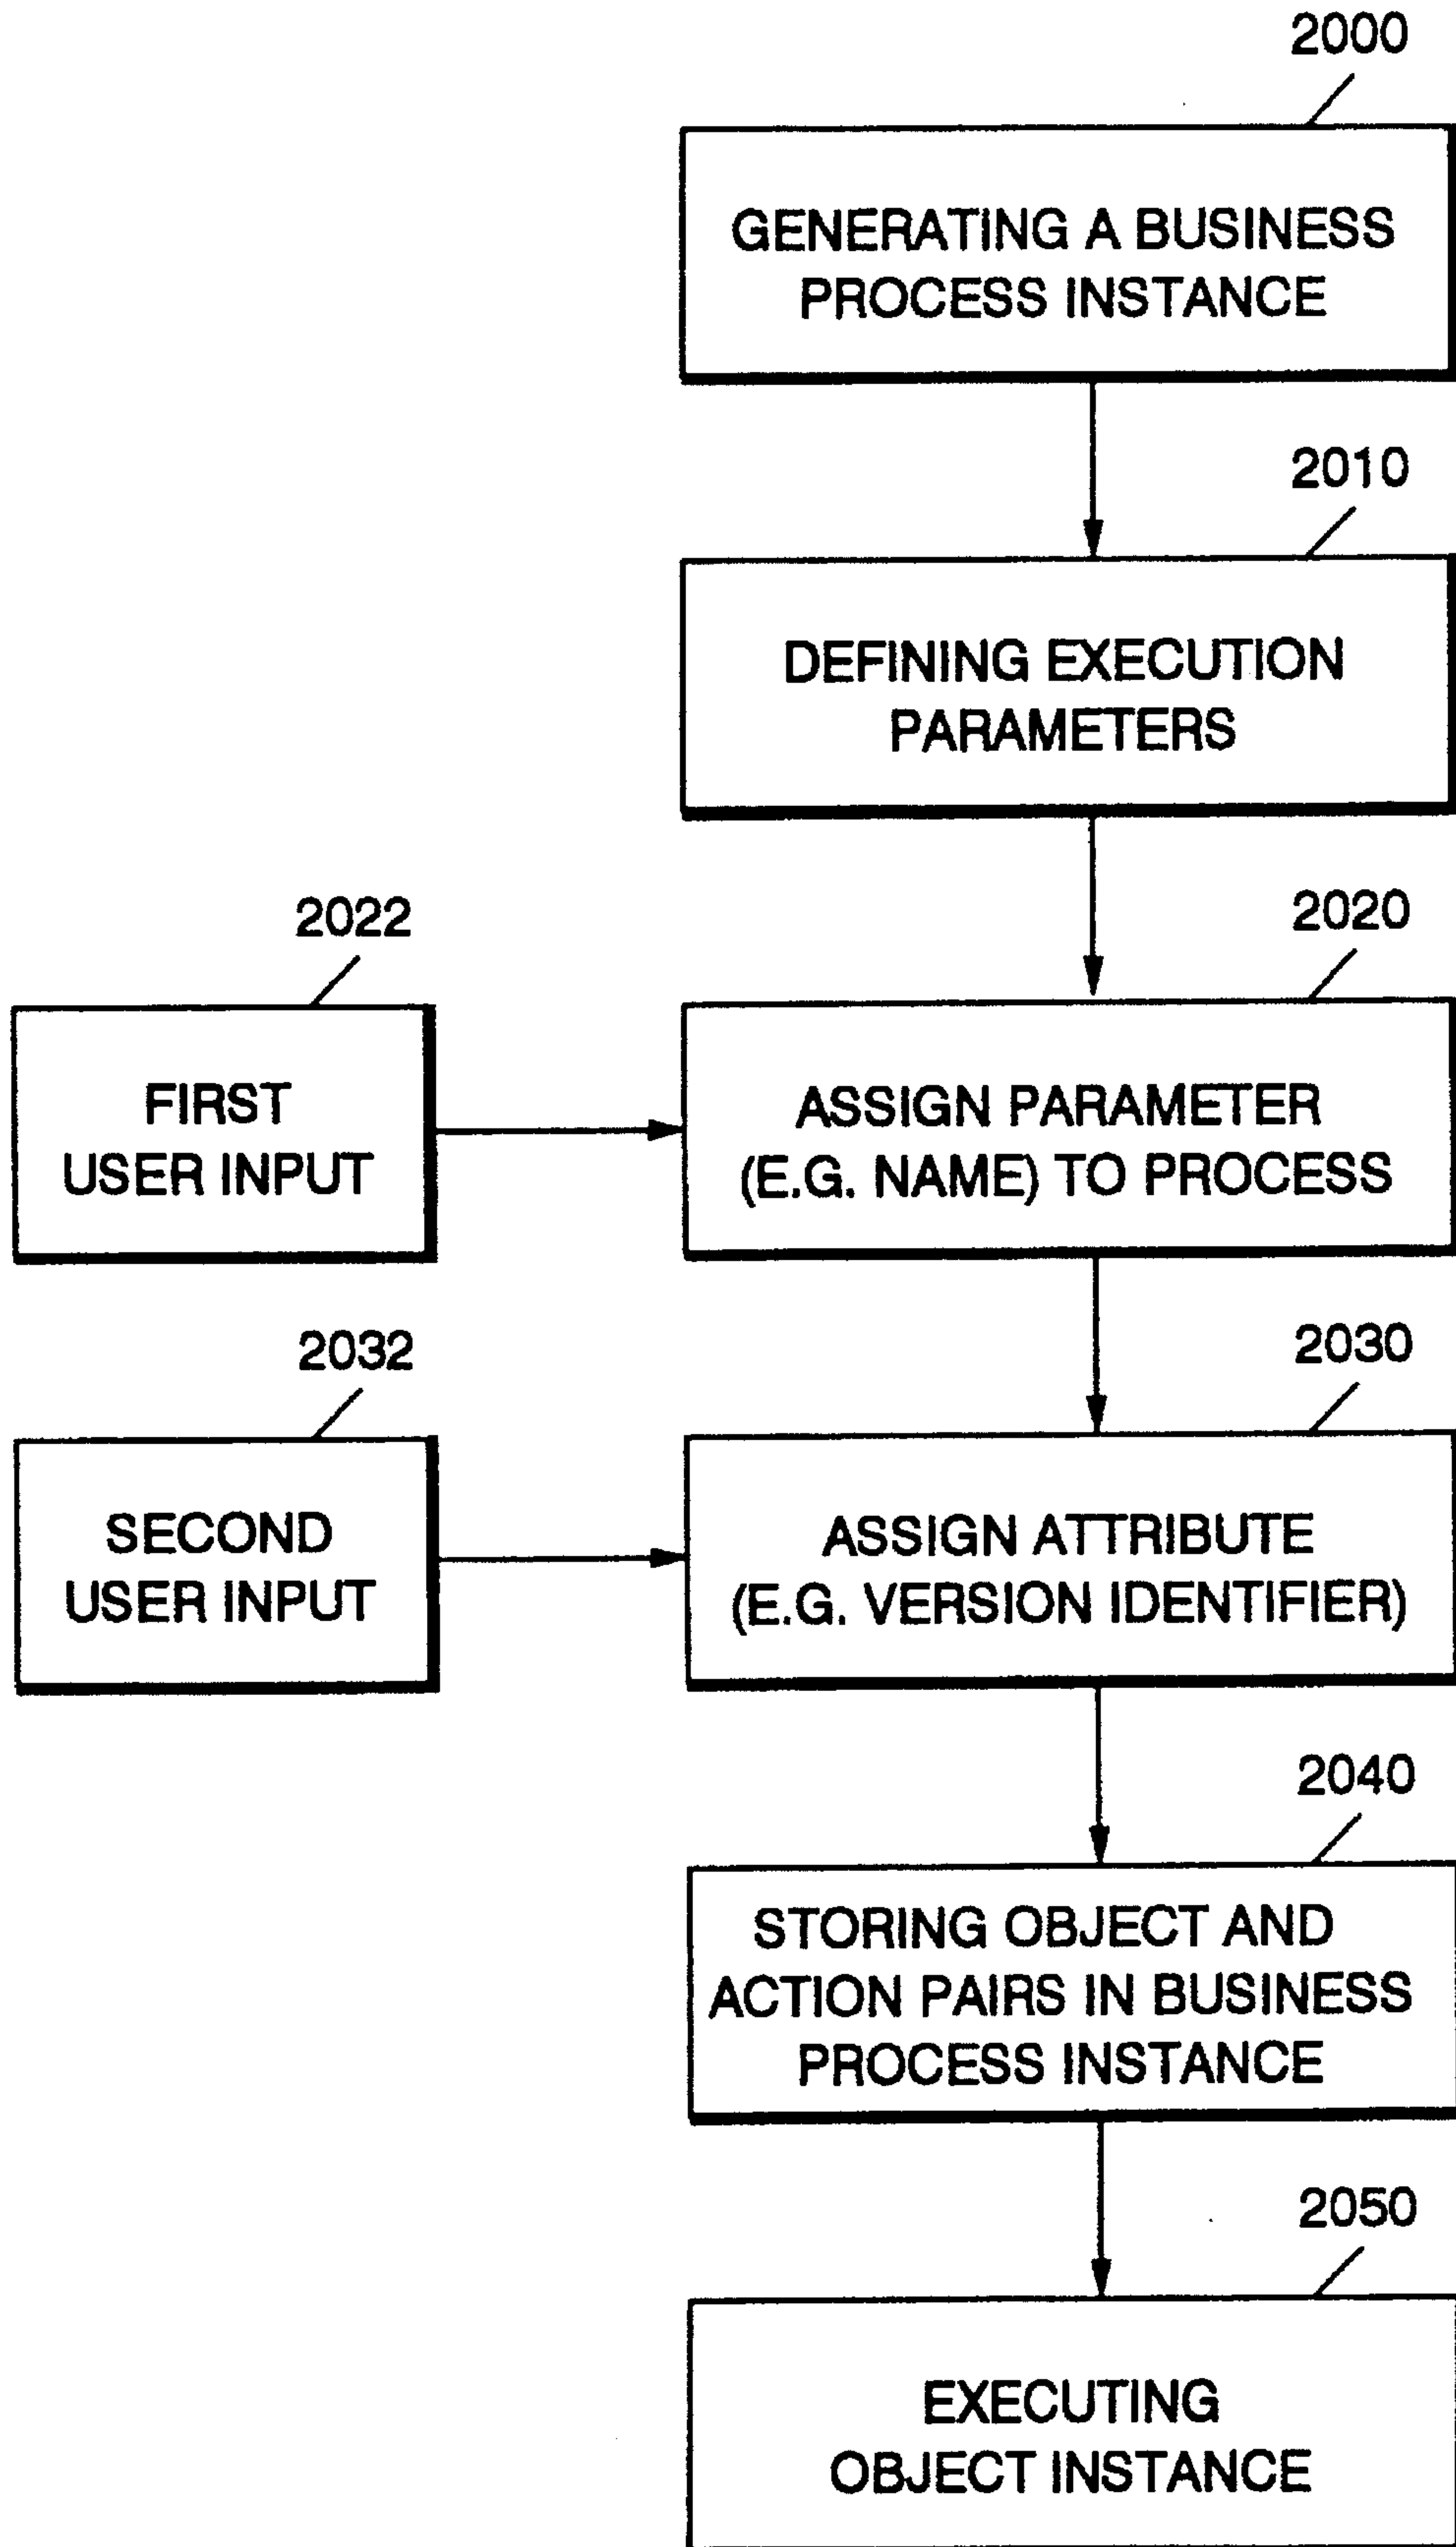 2000
GENERATING A BUSINESS
PROCESS INSTANCE
2010
DEFINING EXECUTION
PARAMETERS
2022
2020
FIRST
USER INPUT
ASSIGN PARAMETER
(E.G. NAME) TO PROCESS
2032
2030
SECOND
USER INPUT
ASSIGN ATTRIBUTE
(E.G. VERSION IDENTIFIER)
2040
STORING OBJECT AND
ACTION PAIRS IN BUSINESS
PROCESS INSTANCE
2050
EXECUTING
OBJECT INSTANCE